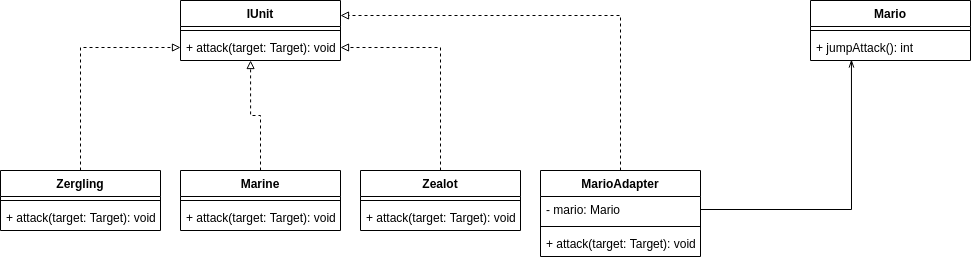 IUnit
+ attack(target: Target): void
Mario
+ jumpAttack(): int
Zergling
+ attack(target: Target): void
Marine
+ attack(target: Target): void
Zealot
+ attack(target: Target): void
MarioAdapter
- mario: Mario
+ attack(target: Target): void